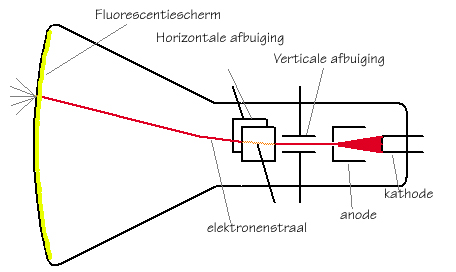 Fluorescentiescherm
Horizontale afbuiging
Verticale afbuiging
kathode
anode
elektronenstraal